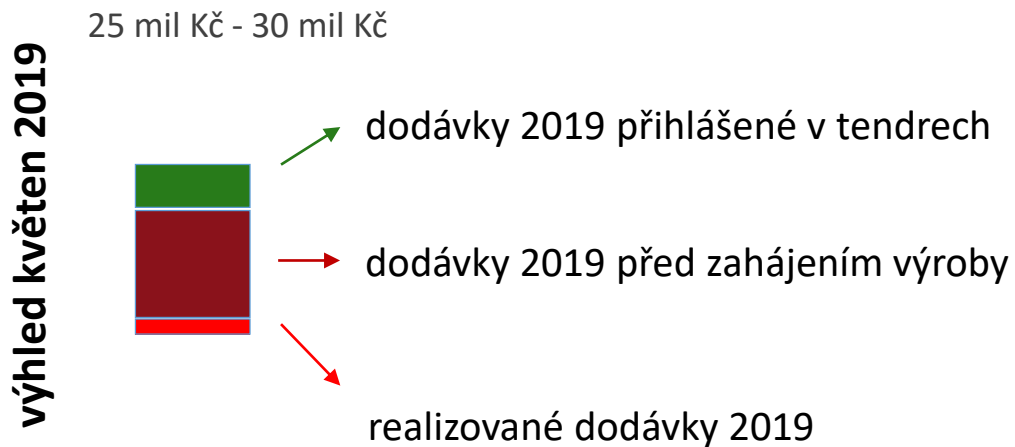 25 mil Kč - 30 mil Kč
výhled květen 2019
dodávky 2019 přihlášené v tendrech
dodávky 2019 před zahájením výroby
realizované dodávky 2019